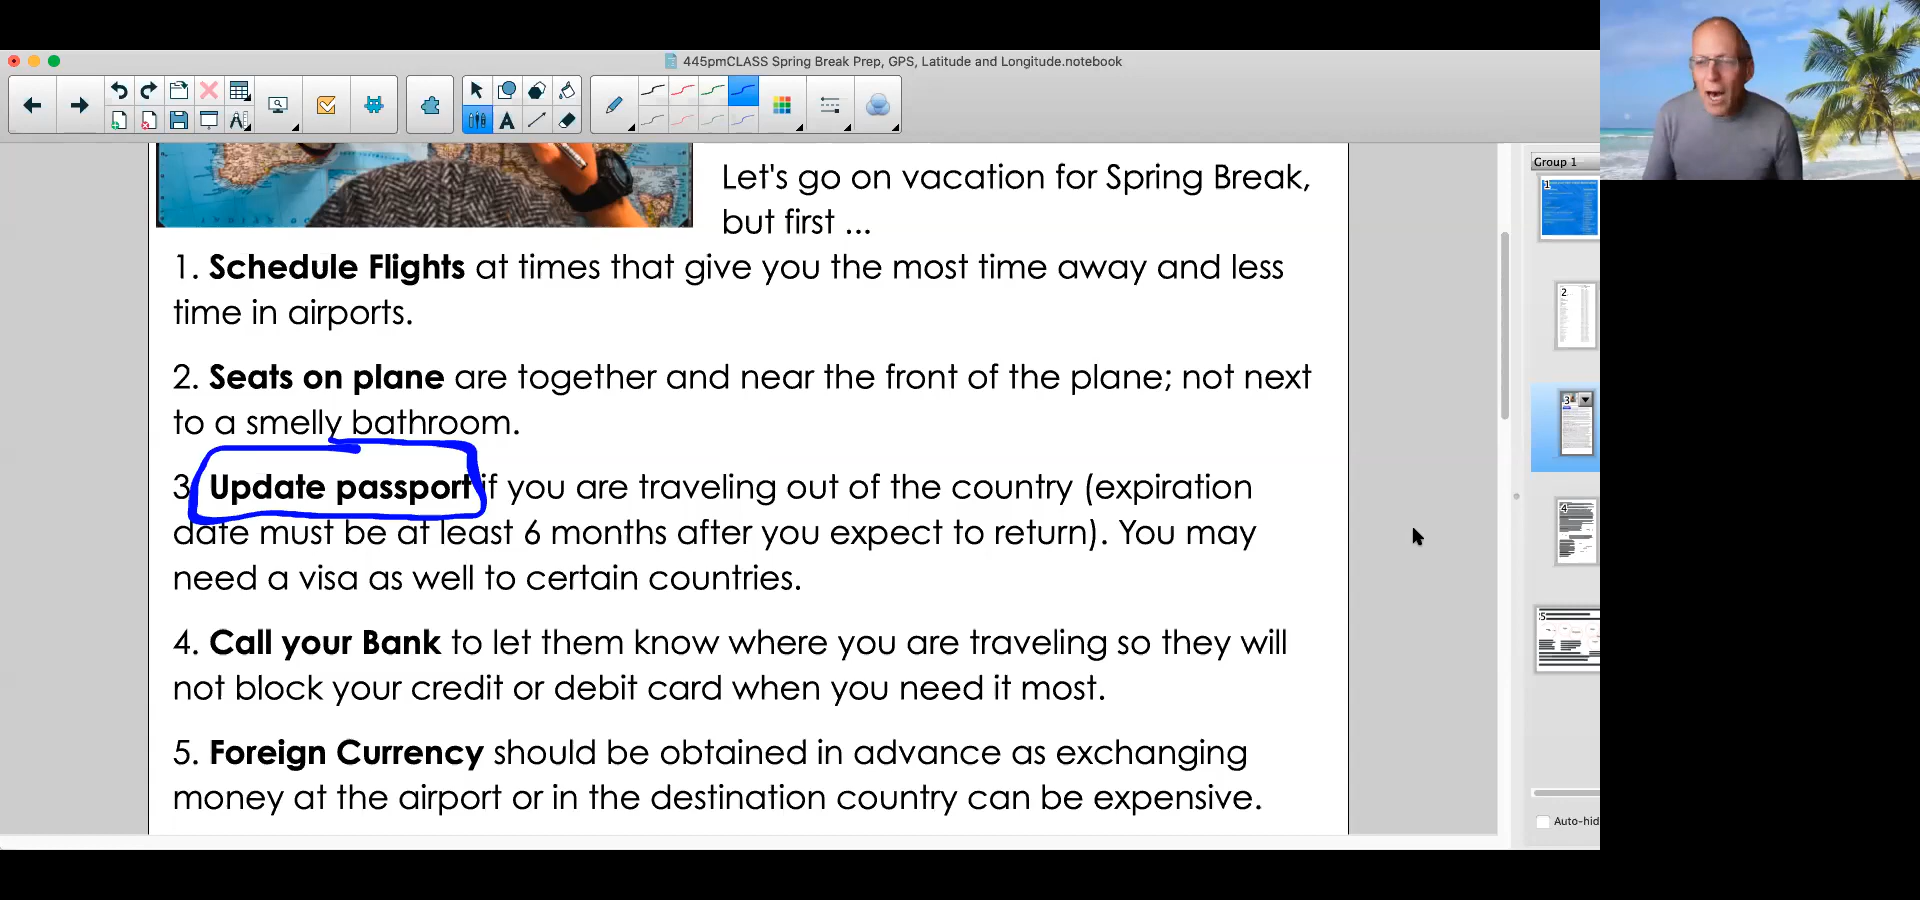 445pmCLASS Spring Break Prep, GPS, Latitude and Longitude.notebook
A
Group 1
1
2
3
4
5
Auto-hid
Let's go on vacation for Spring Break,
but first ...
1. Schedule Flights at times that give you the most time away and less
time in airports.
2. Seats on plane are together and near the front of the plane; not next
to a smelly bathroom.
3. Update passport if you are traveling out of the country (expiration
date must be at least 6 months after you expect to return). You may
need a visa as well to certain countries.
4. Call your Bank to let them know where you are traveling so they will
not block your credit or debit card when you need it most.
5. Foreign Currency should be obtained in advance as exchanging
money at the airport or in the destination country can be expensive.